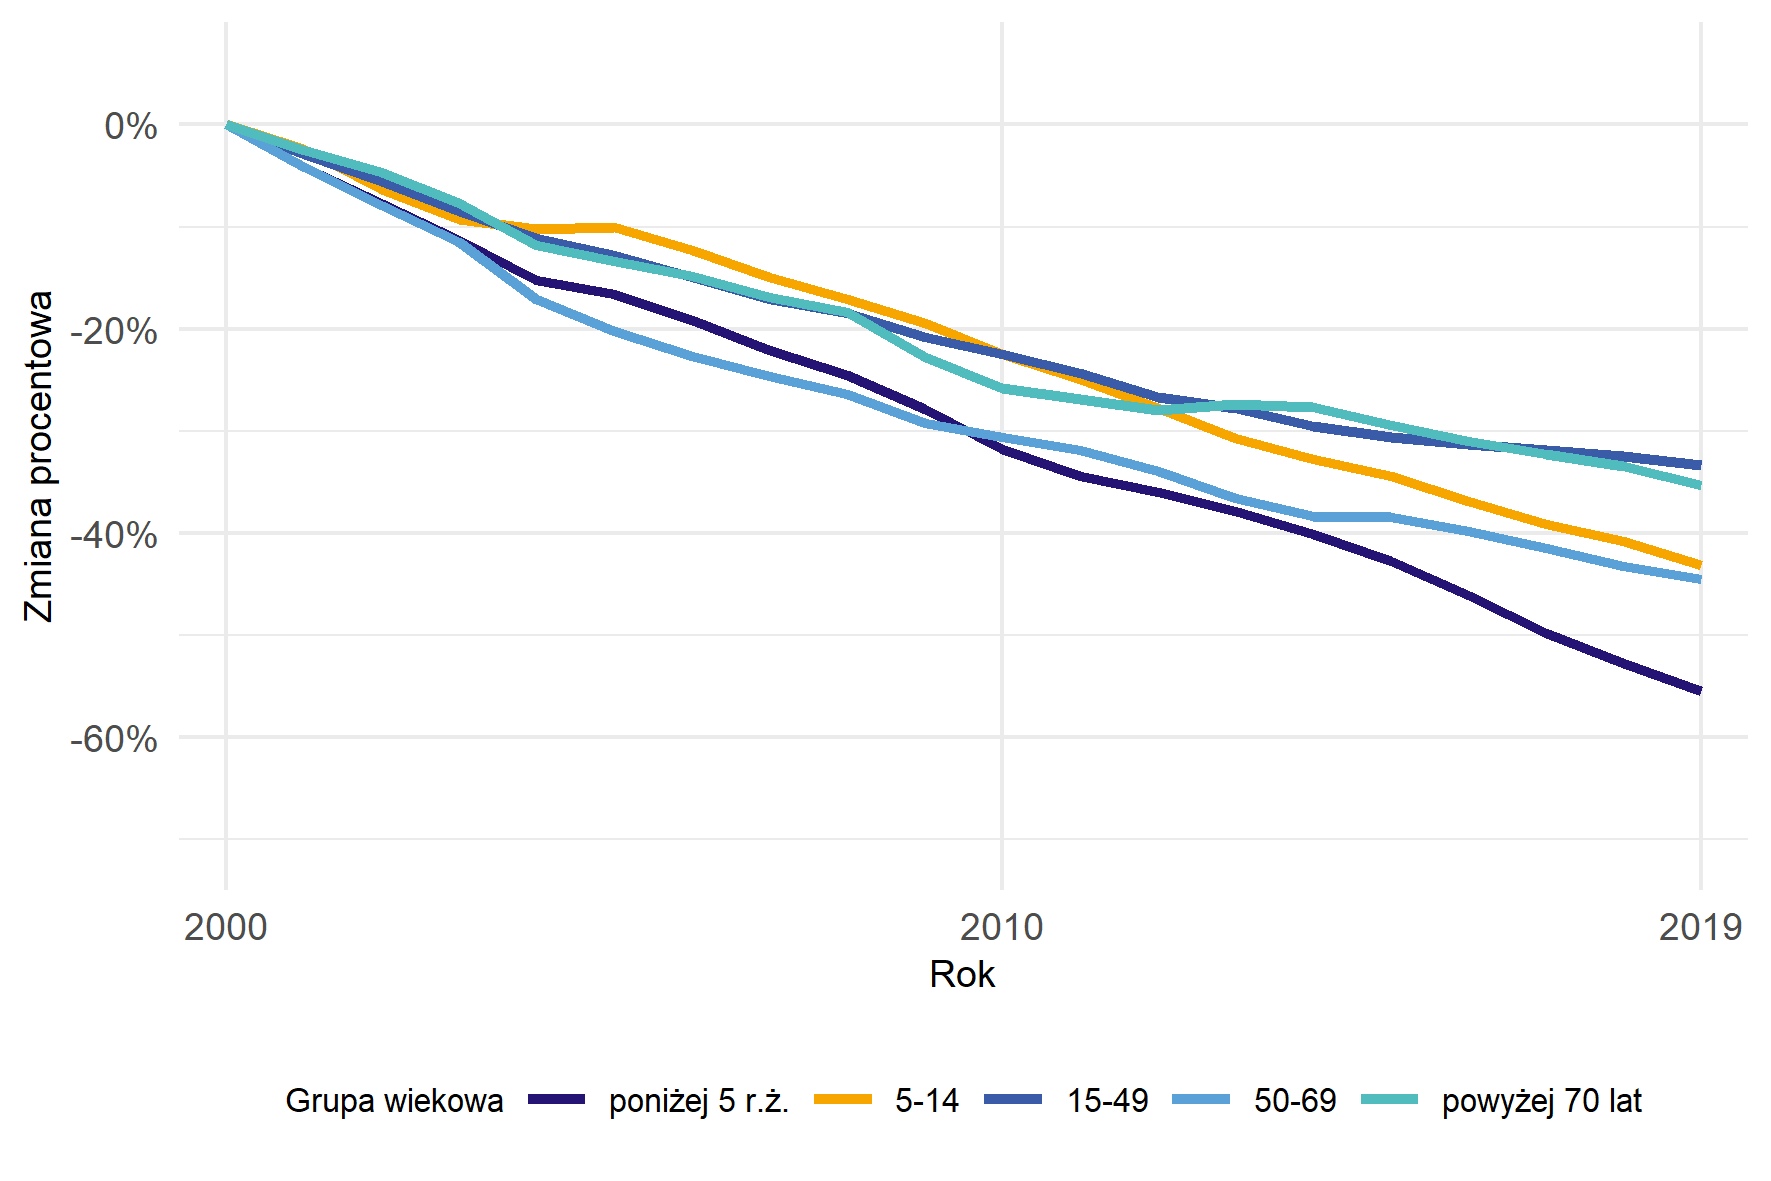 0%
-20%
-40%
-60%
Zmiana procentowa
2000 2010 2019
Rok
Grupa wiekowa poniżej 5 r.ż. 5-14 15-49 50-69 powyżej 70 lat